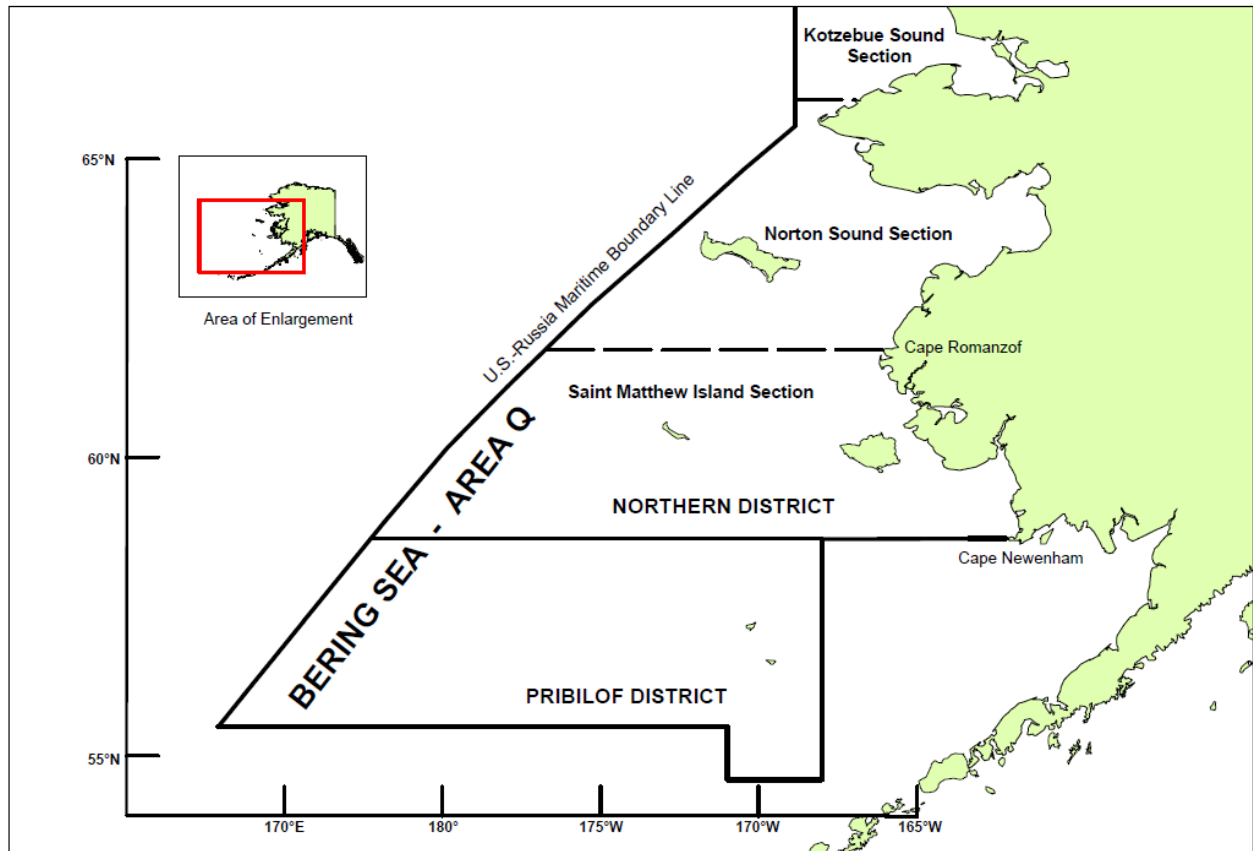 Kotzebue Sound
Section
65°N
U.S.-Russia Maritime Boundary Line
Norton Sound Section
Area of Enlargement
Cape Romanzof
Saint Matthew Island Section
BERING SEA - AREA Q
60°N
NORTHERN DISTRICT
Cape Newenham
PRIBILOF DISTRICT
55°N
170°E
180°
175°W
170°W
165°W